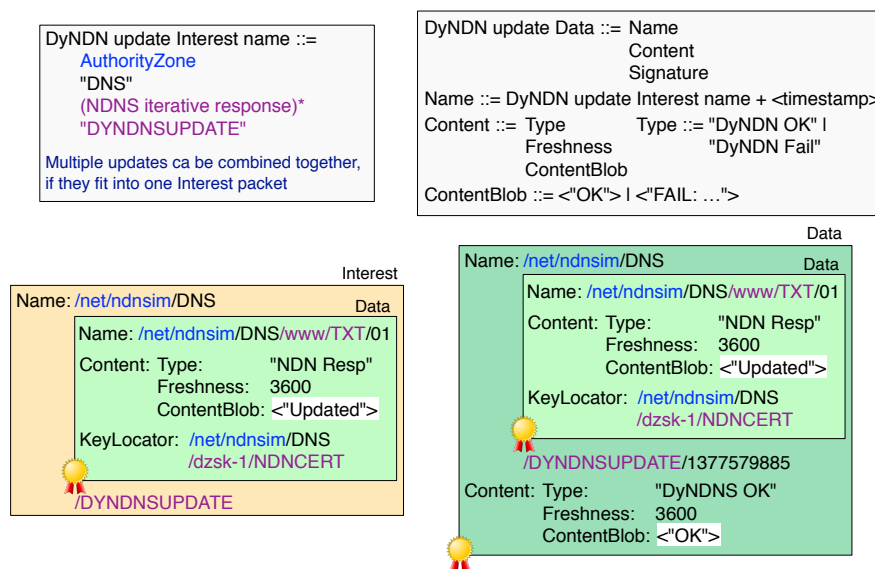 DyNDN update Interest name ::=
AuthorityZone
"DNS"
(NDNS iterative response)*
"DYNDNSUPDATE"
Multiple updates ca be combined together,
if they fit into one Interest packet
DyNDN update Data ::= Name
Content
Signature
Name ::= DyNDN update Interest name + <timestamp>
Content ::= Type Type ::= "DyNDN OK" |
Freshness "DyNDN Fail"
ContentBlob
ContentBlob ::= <"OK"> | <"FAIL: …">
Interest
Name: /net/ndnsim/DNS
Data
Name: /net/ndnsim/DNS/www/TXT/01
Content: Type: "NDN Resp"
Freshness: 3600
ContentBlob: <"Updated">
KeyLocator: /net/ndnsim/DNS
/dzsk-1/NDNCERT
/DYNDNSUPDATE
Data
Name: /net/ndnsim/DNS
Data
Name: /net/ndnsim/DNS/www/TXT/01
Content: Type: "NDN Resp"
Freshness: 3600
ContentBlob: <"Updated">
KeyLocator: /net/ndnsim/DNS
/dzsk-1/NDNCERT
/DYNDNSUPDATE/1377579885
Content: Type: "DyNDNS OK"
Freshness: 3600
ContentBlob: <"OK">